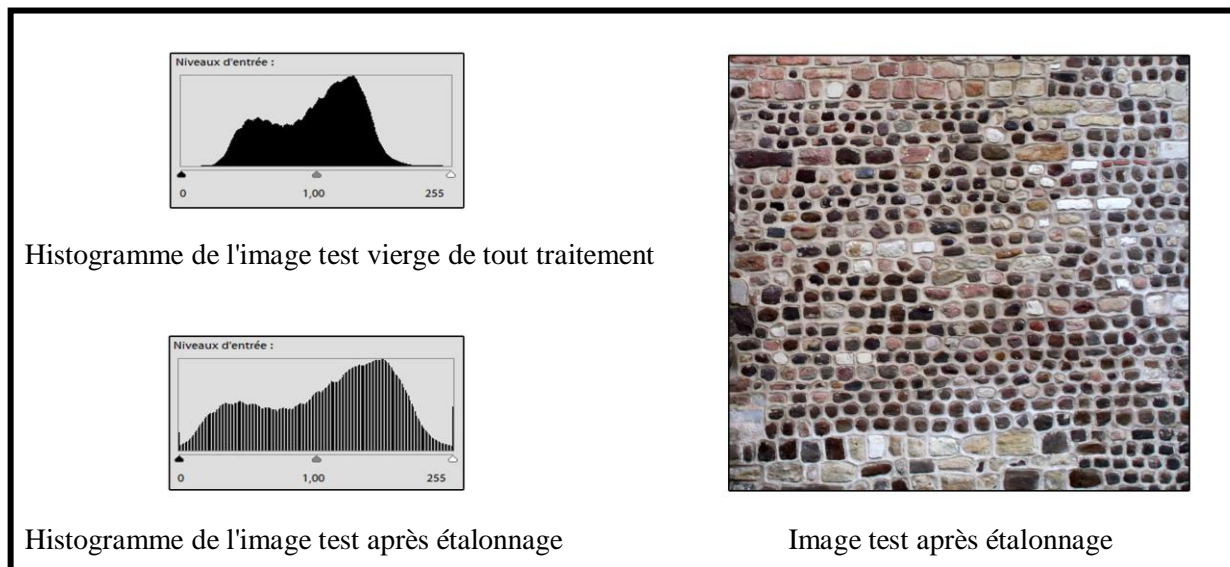 Niveaux d'entrée :
0 1,00 255
Histogramme de l'image test vierge de tout traitement
Niveaux d'entrée :
0 1,00 255
Histogramme de l'image test après étalonnage
Image test après étalonnage